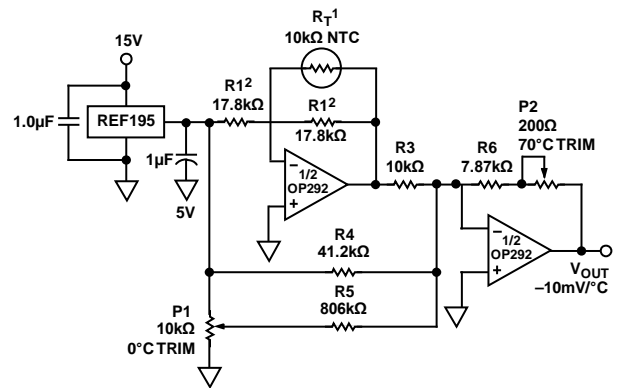 15V
1.0µF
REF195
1µF
5V
R1²
17.8kΩ
R_T¹
10kΩ NTC
R1²
17.8kΩ
–
+
1/2
OP292
R3
10kΩ
R4
41.2kΩ
R5
806kΩ
P1
10kΩ
0°C TRIM
R6
7.87kΩ
P2
200Ω
70°C TRIM
–
+
1/2
OP292
VOUT
–10mV/°C